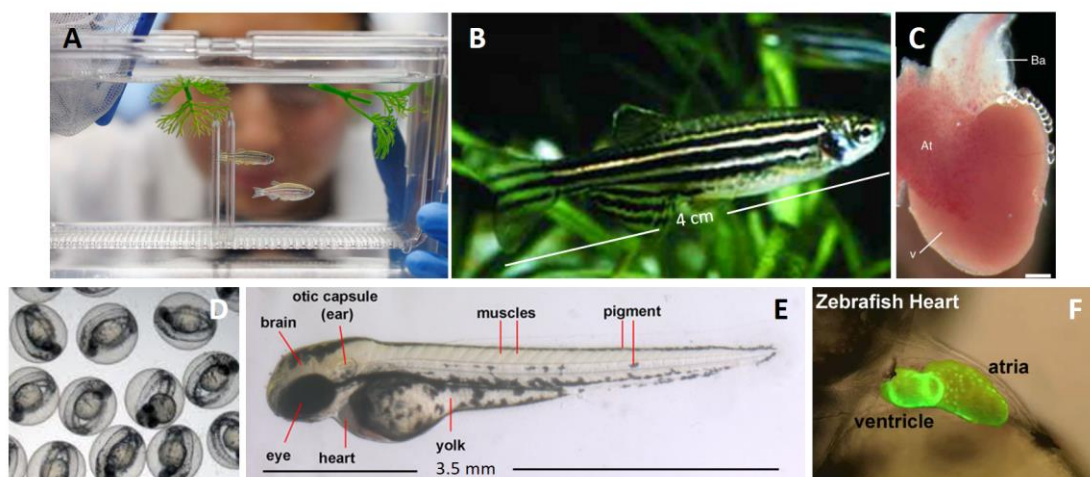 A
B
4 cm
C
Ba
At
v
D
E
otic capsule
(ear)
brain
muscles
pigment
eye
heart
yolk
3.5 mm
F
Zebrafish Heart
atria
ventricle